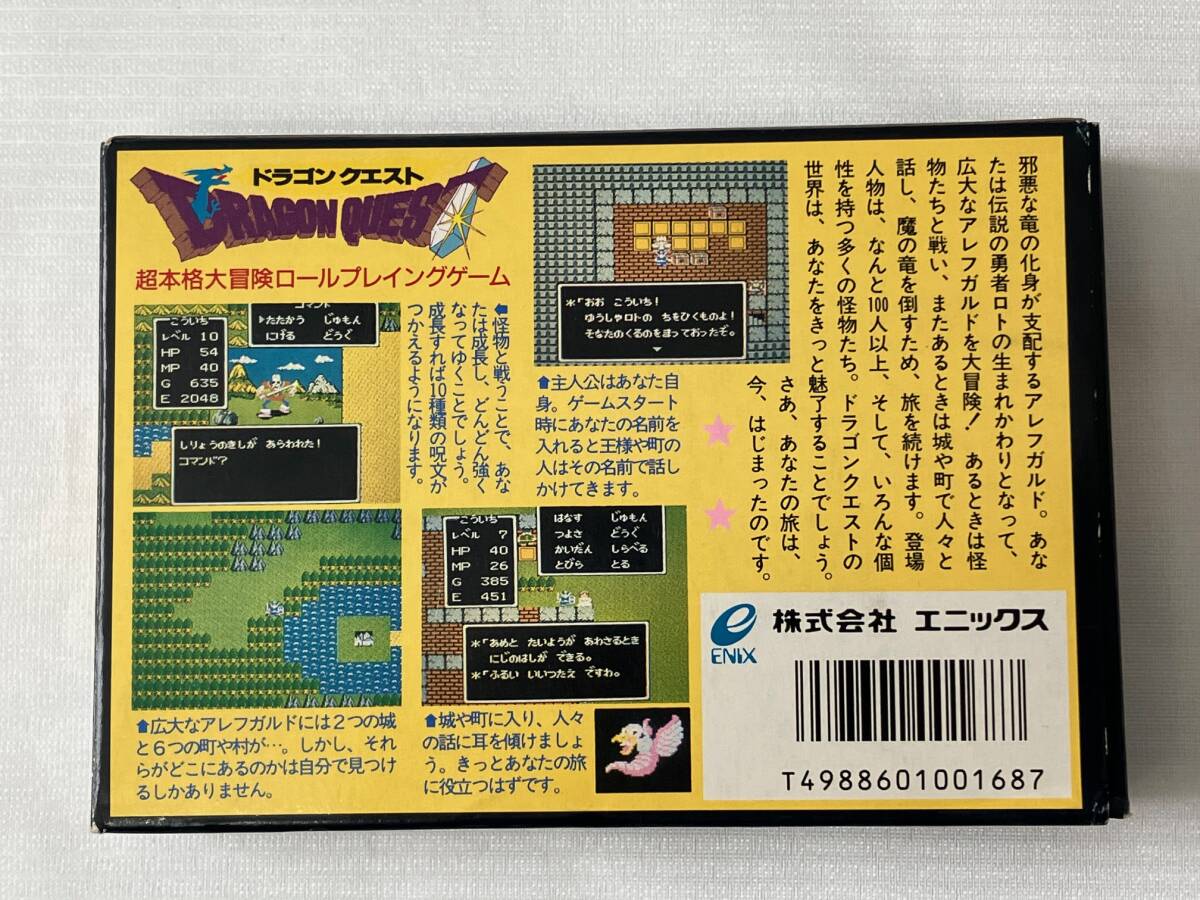 ドラゴンクエスト
DRAGON QUEST
超本格大冒険ロールプレイングゲーム
邪悪な竜の化身が支配するアレフガルド。あな
たは伝説の勇者ロトの生まれかわりとなって、
広大なアレフガルドを大冒険！　あるときは怪
物たちと戦い、またあるときは城や町で人々と
話し、魔の竜を倒すため、旅を続けます。登場
人物は、なんと100人以上、そして、いろんな個
性を持つ多くの怪物たち。ドラゴンクエストの
世界は、あなたをきっと魅了することでしょう。
さあ、あなたの旅は、
今、はじまったのです。
＊「おお　こういち！
ゆうしゃロトの　ちをひくものよ！
そなたのくるのをまっておったぞ。
⬆主人公はあなた自
身。ゲームスタート
時にあなたの名前を
入れると王様や町の
人はその名前で話し
かけてきます。
こういち
レベル 10
HP 54
MP 40
G 635
E 2048
コマンド
▶たたかう　じゅもん
にげる　どうぐ
しりょうのきしが　あらわれた！
コマンド？
⬅怪物と戦うことで、あな
たは成長し、どんどん強く
なってゆくことでしょう。
成長すれば10種類の呪文が
つかえるようになります。
⬆広大なアレフガルドには２つの城
と６つの町や村が…。しかし、それ
らがどこにあるのかは自分で見つけ
るしかありません。
こういち
レベル 7
HP 40
MP 26
G 385
E 451
はなす　じゅもん
つよさ　どうぐ
かいだん　しらべる
とびら　とる
＊「あめと　たいようが　あわさるとき
にじのはしが　できる。
＊「ふるい　いいつたえ　ですわ。
⬆城や町に入り、人々
の話に耳を傾けましょ
う。きっとあなたの旅
に役立つはずです。
ENIX
株式会社 エニックス
T4988601001687